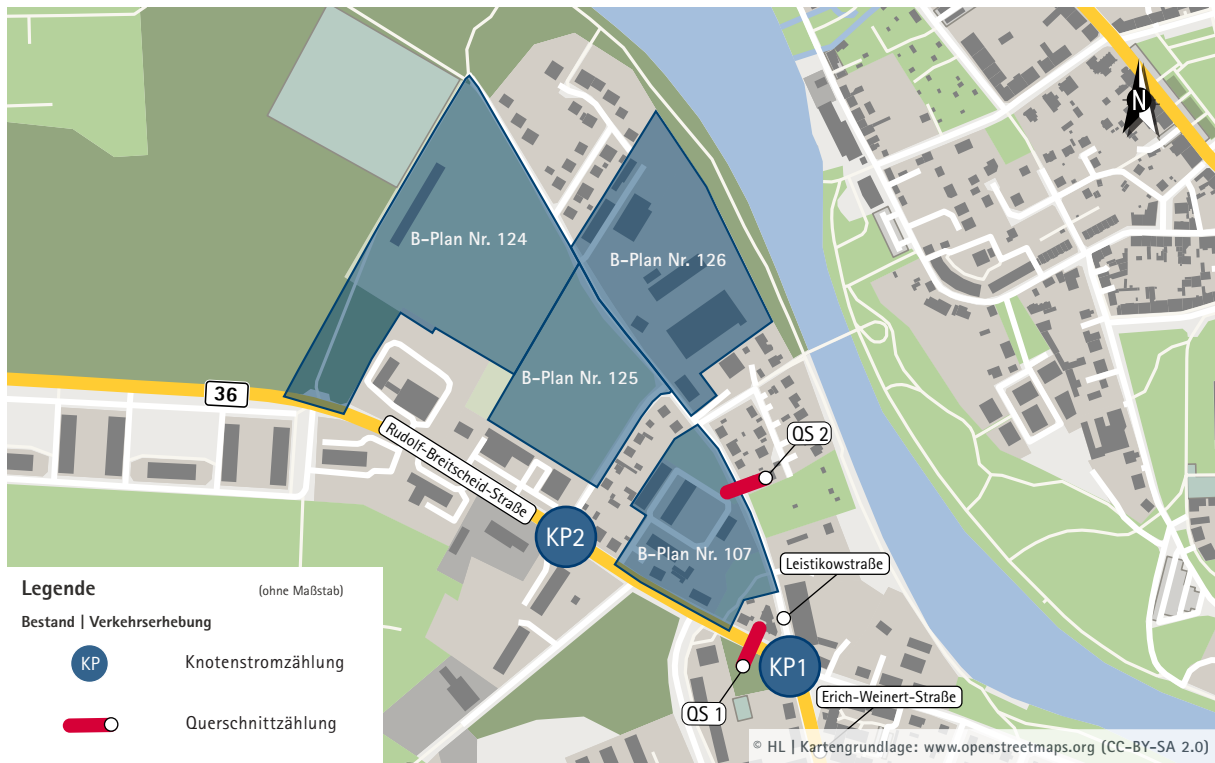 N
B-Plan Nr. 124
B-Plan Nr. 126
B-Plan Nr. 125
36
Rudolf-Breitscheid-Straße
QS 2
KP2
B-Plan Nr. 107
Leistikowstraße
KP1
Erich-Weinert-Straße
QS 1
Legende (ohne Maßstab)
Bestand | Verkehrserhebung
KP Knotenstromzählung
Querschnittzählung
© HL | Kartengrundlage: www.openstreetmaps.org (CC-BY-SA 2.0)